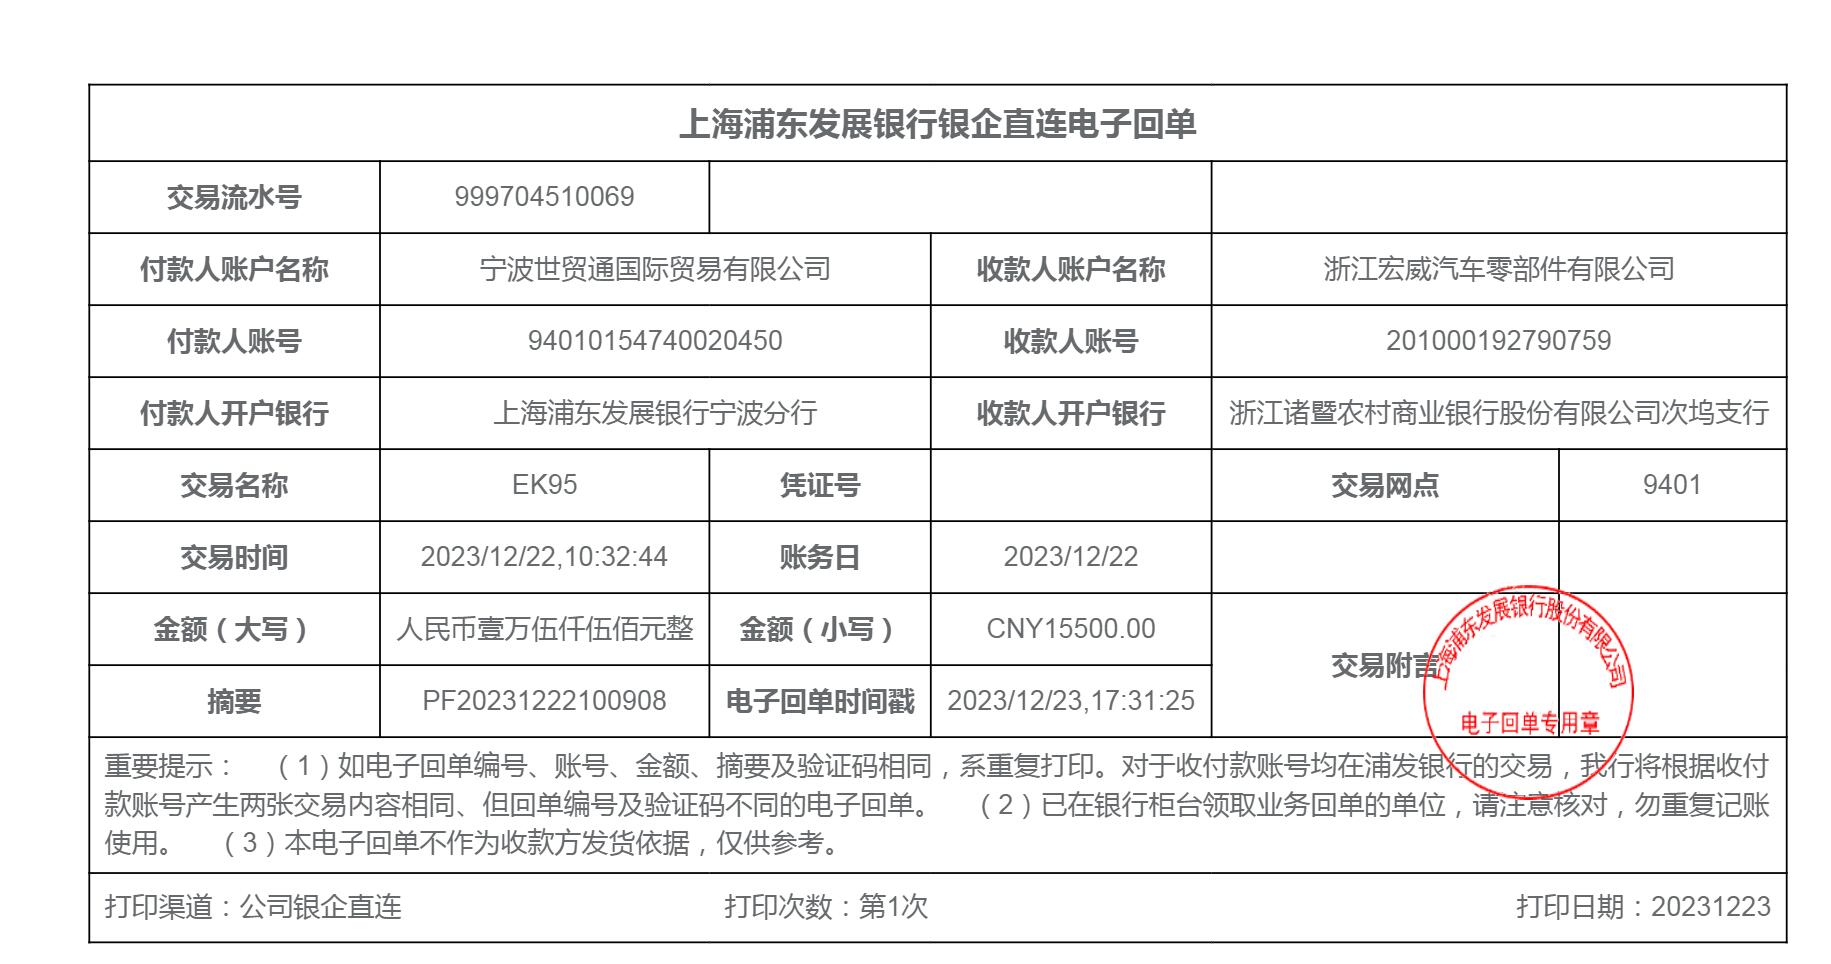 上海浦东发展银行银企直连电子回单
交易流水号 999704510069
付款人账户名称 宁波世贸通国际贸易有限公司 收款人账户名称 浙江宏威汽车零部件有限公司
付款人账号 94010154740020450 收款人账号 201000192790759
付款人开户银行 上海浦东发展银行宁波分行 收款人开户银行 浙江诸暨农村商业银行股份有限公司次坞支行
交易名称 EK95 凭证号 交易网点 9401
交易时间 2023/12/22,10:32:44 账务日 2023/12/22
金额（大写） 人民币壹万伍仟伍佰元整 金额（小写） CNY15500.00
交易附言
摘要 PF20231222100908 电子回单时间戳 2023/12/23,17:31:25
上海浦东发展银行股份有限公司
电子回单专用章
重要提示： （1）如电子回单编号、账号、金额、摘要及验证码相同，系重复打印。对于收付款账号均在浦发银行的交易，我行将根据收付
款账号产生两张交易内容相同、但回单编号及验证码不同的电子回单。 （2）已在银行柜台领取业务回单的单位，请注意核对，勿重复记账
使用。 （3）本电子回单不作为收款方发货依据，仅供参考。
打印渠道：公司银企直连 打印次数：第1次 打印日期：20231223